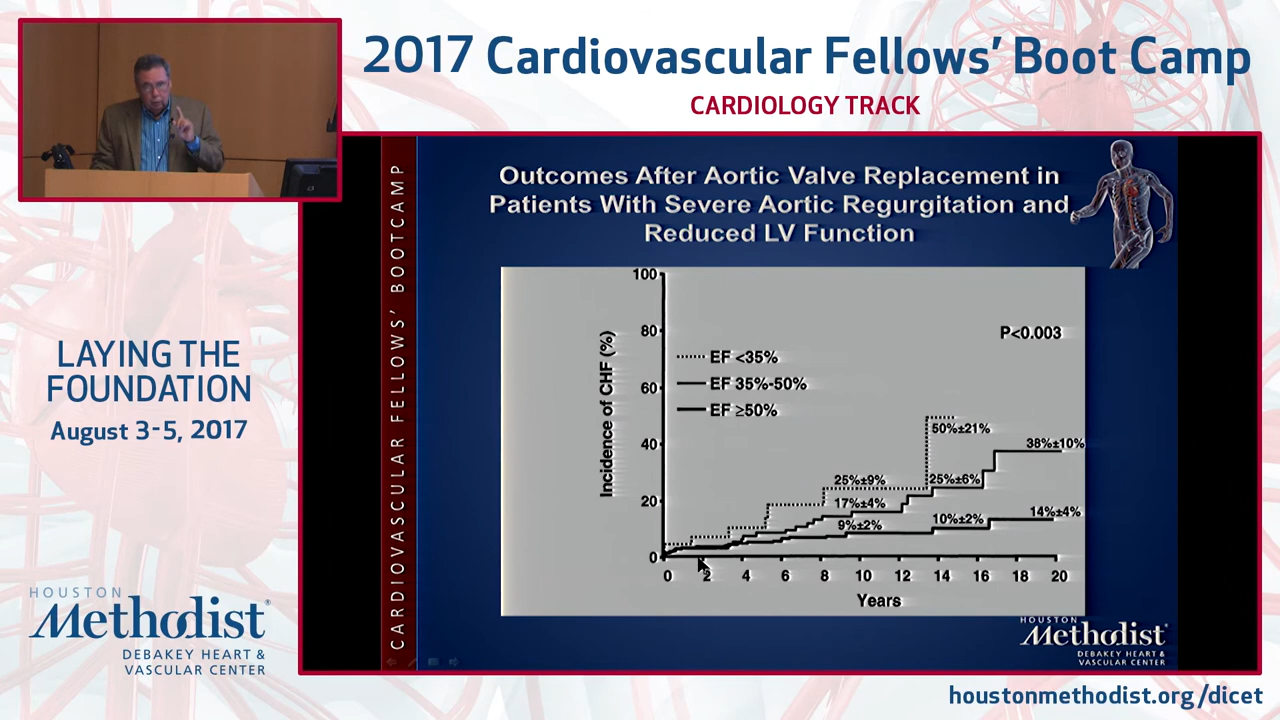 2017 Cardiovascular Fellows’ Boot Camp
CARDIOLOGY TRACK
LAYING THE
FOUNDATION
August 3-5, 2017
HOUSTON
Methodist®
DEBAKEY HEART &
VASCULAR CENTER
CARDIOVASCULAR FELLOWS’ BOOTCAMP
Outcomes After Aortic Valve Replacement in
Patients With Severe Aortic Regurgitation and
Reduced LV Function
100
80
60
40
20
0
Incidence of CHF (%)
P<0.003
EF <35%
EF 35%-50%
EF ≥50%
50%±21%
38%±10%
25%±9%
25%±6%
17%±4%
14%±4%
10%±2%
9%±2%
0 2 4 6 8 10 12 14 16 18 20
Years
HOUSTON
Methodist
DEBAKEY HEART &
VASCULAR CENTER
houstonmethodist.org/dicet